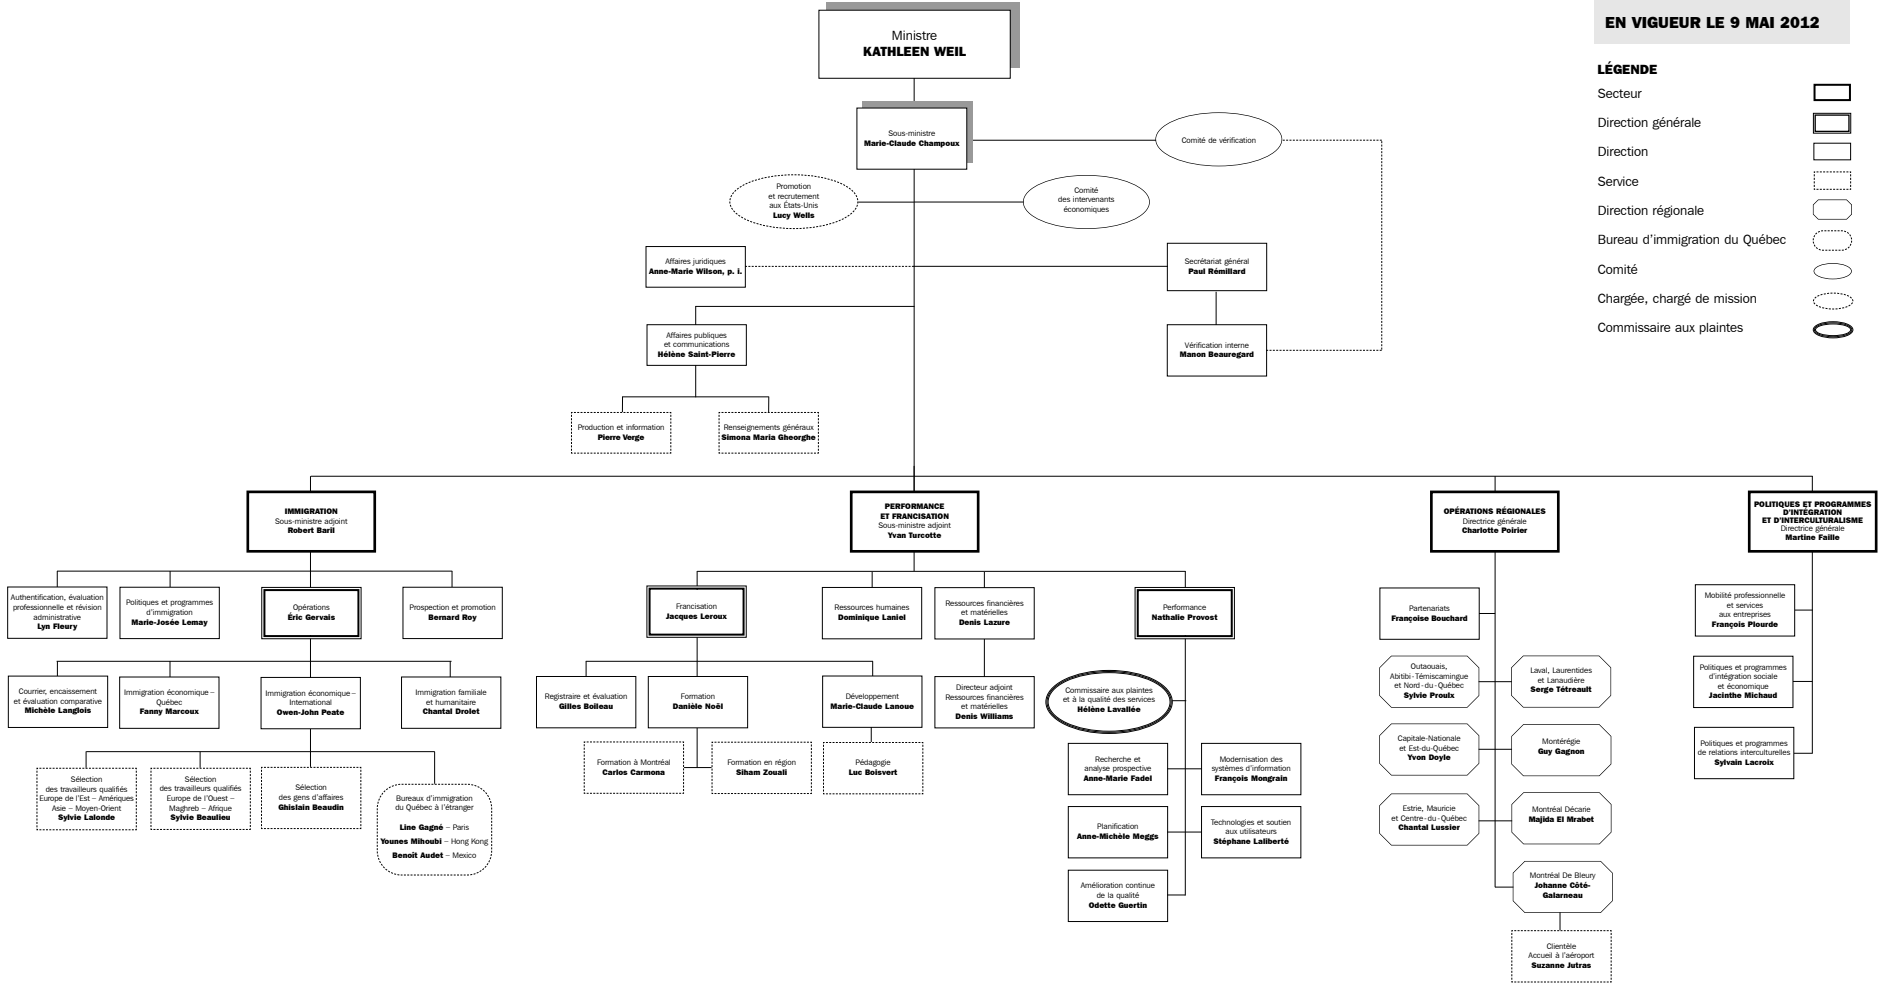 EN VIGUEUR LE 9 MAI 2012
LÉGENDE
Secteur
Direction générale
Direction
Service
Direction régionale
Bureau d'immigration du Québec
Comité
Chargée, chargé de mission
Commissaire aux plaintes
Ministre
KATHLEEN WEIL
Sous-ministre
Marie-Claude Champoux
Comité de vérification
Promotion
et recrutement
aux États-Unis
Lucy Wells
Comité
des intervenants
économiques
Affaires juridiques
Anne-Marie Wilson, p. i.
Secrétariat général
Paul Rémillard
Affaires publiques
et communications
Hélène Saint-Pierre
Vérification interne
Manon Beauregard
Production et information
Pierre Verge
Renseignements généraux
Simona Maria Gheorghe
IMMIGRATION
Sous-ministre adjoint
Robert Baril
PERFORMANCE
ET FRANCISATION
Sous-ministre adjoint
Yvan Turcotte
OPÉRATIONS RÉGIONALES
Directrice générale
Charlotte Poirier
POLITIQUES ET PROGRAMMES
D'INTÉGRATION
ET D'INTERCULTURALISME
Directrice générale
Martine Faille
Authentification, évaluation
professionnelle et révision
administrative
Lyn Fleury
Politiques et programmes
d'immigration
Marie-Josée Lemay
Opérations
Éric Gervais
Prospection et promotion
Bernard Roy
Courrier, encaissement
et évaluation comparative
Michèle Langlois
Immigration économique –
Québec
Fanny Marcoux
Immigration économique –
International
Owen-John Peate
Immigration familiale
et humanitaire
Chantal Drolet
Sélection
des travailleurs qualifiés
Europe de l'Est – Amériques
Asie – Moyen-Orient
Sylvie Lalonde
Sélection
des travailleurs qualifiés
Europe de l'Ouest –
Maghreb – Afrique
Sylvie Beaulieu
Sélection
des gens d'affaires
Ghislain Beaudin
Bureaux d'immigration
du Québec à l'étranger
Line Gagné – Paris
Younes Mihoubi – Hong Kong
Benoît Audet – Mexico
Francisation
Jacques Leroux
Ressources humaines
Dominique Laniel
Ressources financières
et matérielles
Denis Lazure
Performance
Nathalie Provost
Registraire et évaluation
Gilles Boileau
Formation
Danièle Noël
Développement
Marie-Claude Lanoue
Directeur adjoint
Ressources financières
et matérielles
Denis Williams
Formation à Montréal
Carlos Carmona
Formation en région
Siham Zouali
Pédagogie
Luc Boisvert
Commissaire aux plaintes
et à la qualité des services
Hélène Lavallée
Recherche et
analyse prospective
Anne-Marie Fadel
Modernisation des
systèmes d'information
François Mongrain
Planification
Anne-Michèle Meggs
Technologies et soutien
aux utilisateurs
Stéphane Laliberté
Amélioration continue
de la qualité
Odette Guertin
Partenariats
Françoise Bouchard
Outaouais,
Abitibi-Témiscamingue
et Nord-du-Québec
Sylvie Proulx
Laval, Laurentides
et Lanaudière
Serge Tétreault
Capitale-Nationale
et Est-du-Québec
Yvon Doyle
Montérégie
Guy Gagnon
Estrie, Mauricie
et Centre-du-Québec
Chantal Lussier
Montréal Décarie
Majida El Mrabet
Montréal De Bleury
Johanne Côté-
Galarneau
Clientèle
Accueil à l'aéroport
Suzanne Jutras
Mobilité professionnelle
et services
aux entreprises
François Plourde
Politiques et programmes
d'intégration sociale
et économique
Jacinthe Michaud
Politiques et programmes
de relations interculturelles
Sylvain Lacroix